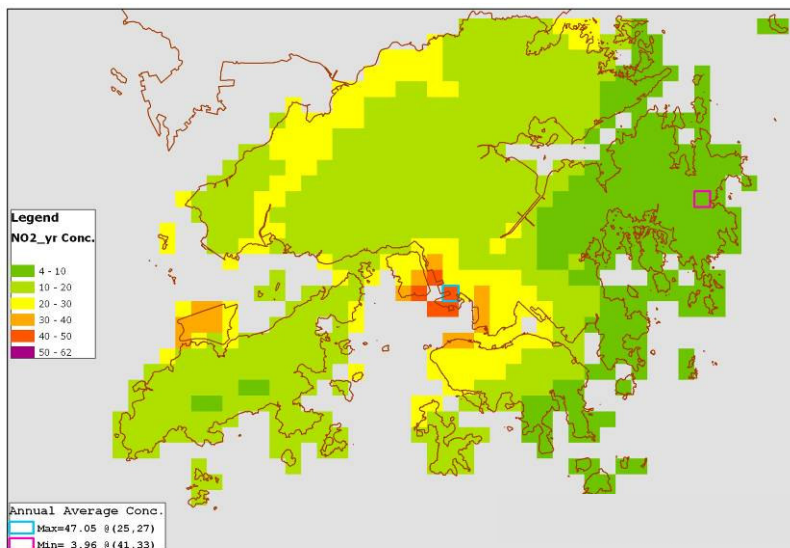 Legend
NO2_yr Conc.
4 - 10
10 - 20
20 - 30
30 - 40
40 - 50
50 - 62
Annual Average Conc.
Max=47.05 @(25,27)
Min= 3.96 @(41,33)